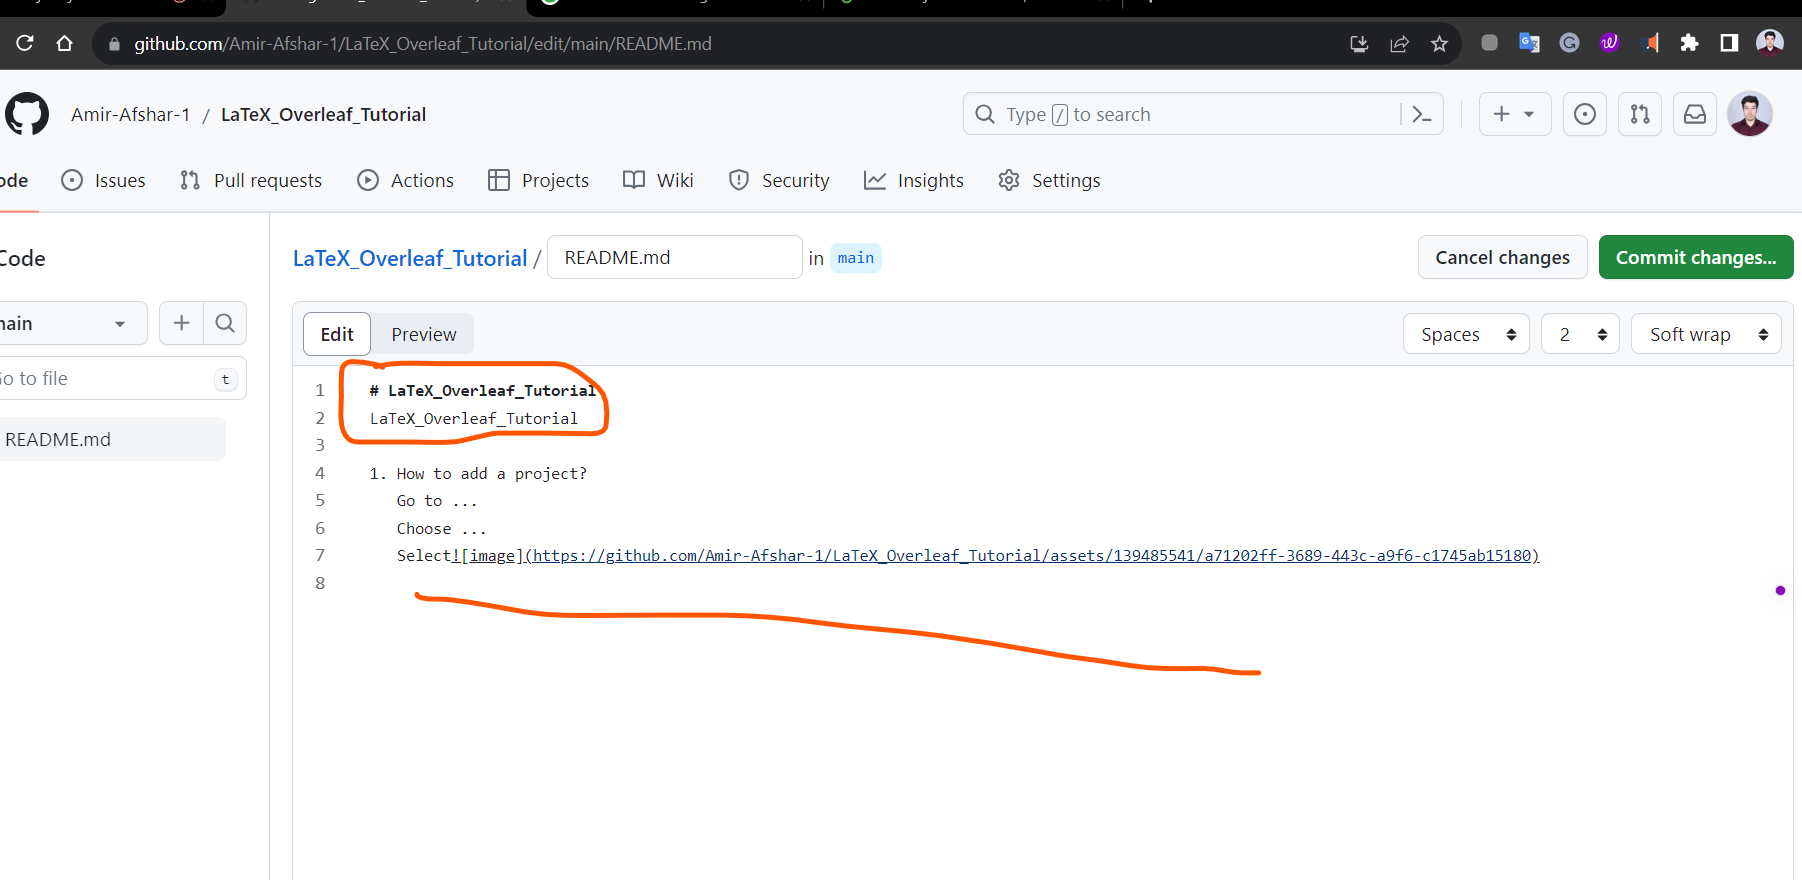 github.com/Amir-Afshar-1/LaTeX_Overleaf_Tutorial/edit/main/README.md
Amir-Afshar-1 / LaTeX_Overleaf_Tutorial
Type / to search
Issues Pull requests Actions Projects Wiki Security Insights Settings
Code
LaTeX_Overleaf_Tutorial / README.md in main
Cancel changes Commit changes...
Edit Preview
Spaces 2 Soft wrap
to file t
README.md
1 # LaTeX_Overleaf_Tutorial
2 LaTeX_Overleaf_Tutorial
3
4 1. How to add a project?
5 Go to ...
6 Choose ...
7 Select![image](https://github.com/Amir-Afshar-1/LaTeX_Overleaf_Tutorial/assets/139485541/a71202ff-3689-443c-a9f6-c1745ab15180)
8